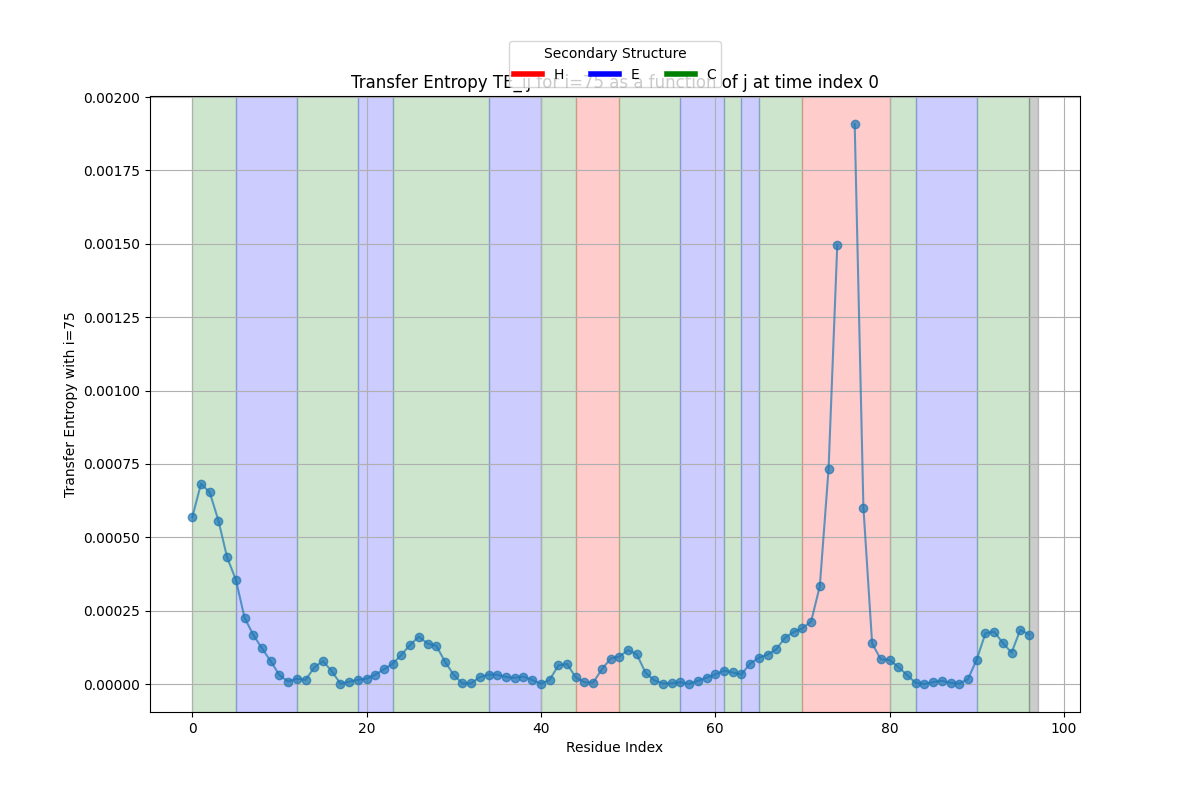 Secondary Structure
H E C
Transfer Entropy TE_ij for i=75 as a function of j at time index 0
0.00200
0.00175
0.00150
0.00125
0.00100
0.00075
0.00050
0.00025
0.00000
Transfer Entropy with i=75
0 20 40 60 80 100
Residue Index